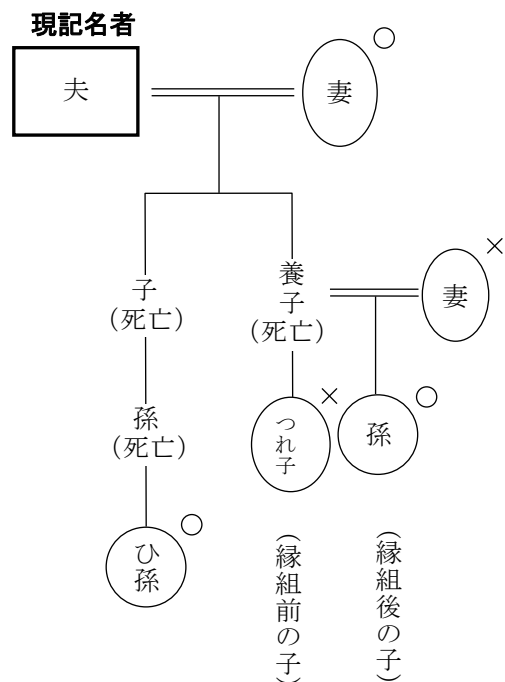 現記名者
夫
妻
○
子
(死亡)
養子
(死亡)
妻
×
孫
(死亡)
つれ子
×
孫
○
ひ孫
○
(縁組前の子)
(縁組後の子)